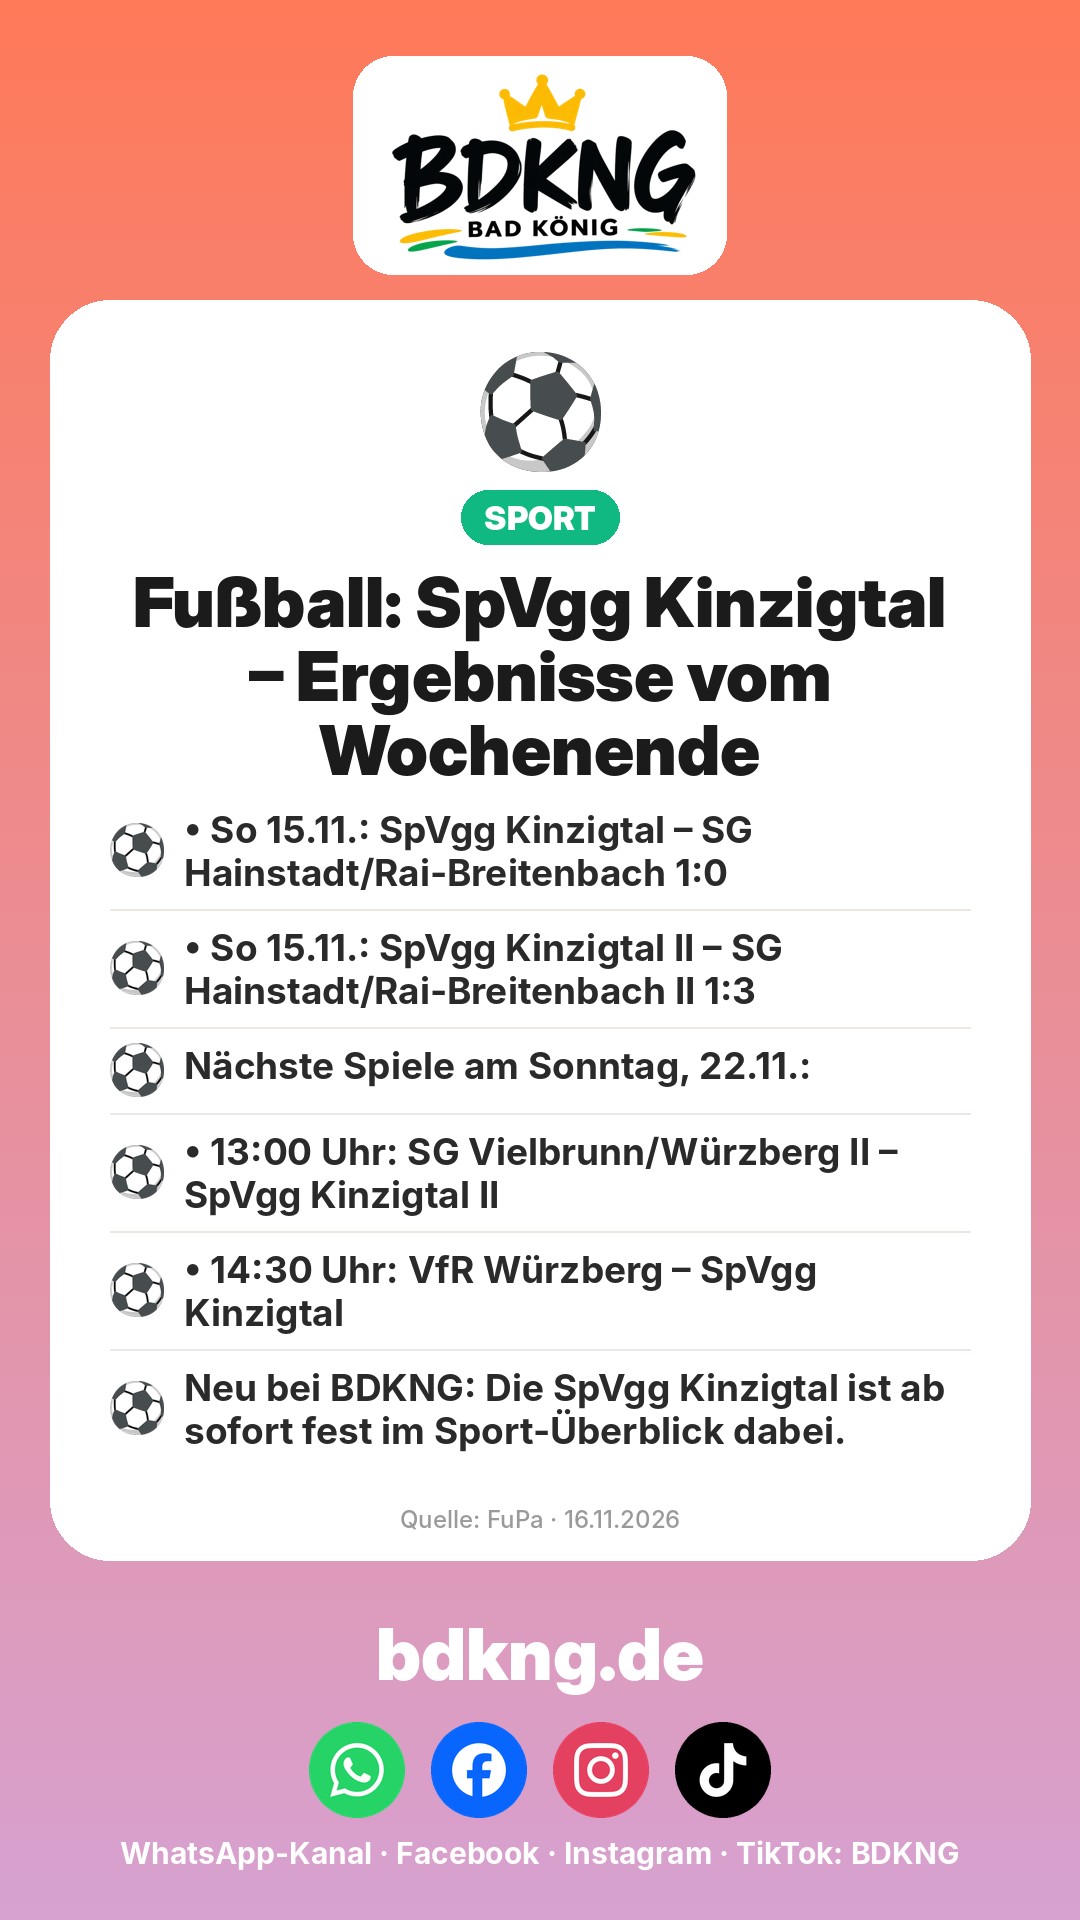 BDKNG
BAD KÖNIG
SPORT
Fußball: SpVgg Kinzigtal
– Ergebnisse vom
Wochenende
• So 15.11.: SpVgg Kinzigtal – SG
Hainstadt/Rai-Breitenbach 1:0
• So 15.11.: SpVgg Kinzigtal II – SG
Hainstadt/Rai-Breitenbach II 1:3
Nächste Spiele am Sonntag, 22.11.:
• 13:00 Uhr: SG Vielbrunn/Würzberg II –
SpVgg Kinzigtal II
• 14:30 Uhr: VfR Würzberg – SpVgg
Kinzigtal
Neu bei BDKNG: Die SpVgg Kinzigtal ist ab
sofort fest im Sport-Überblick dabei.
Quelle: FuPa · 16.11.2026
bdkng.de
WhatsApp-Kanal · Facebook · Instagram · TikTok: BDKNG